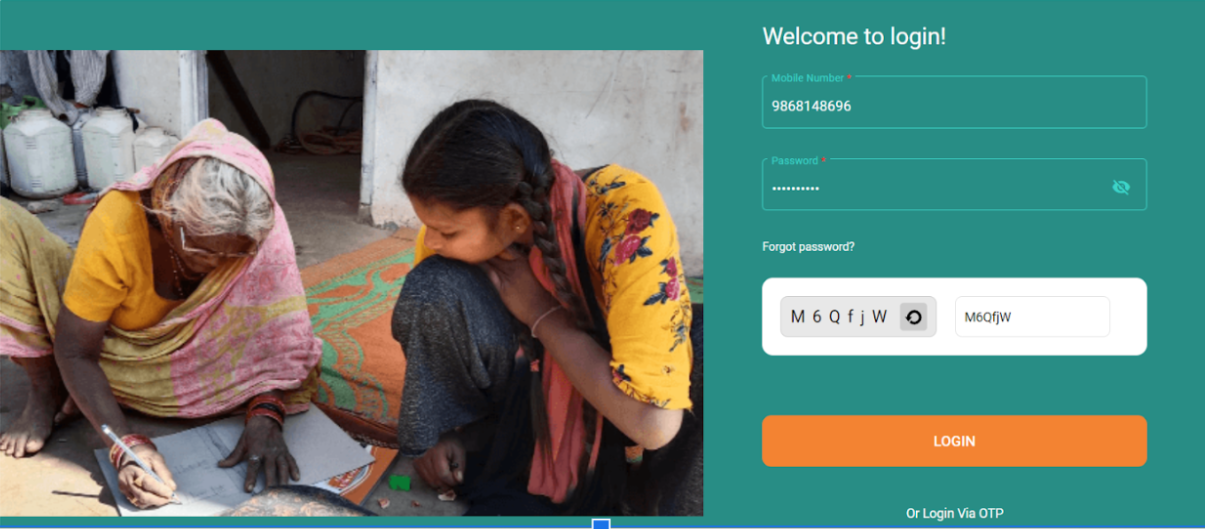 Welcome to login!
Mobile Number *
9868148696
Password *
••••••••••
Forgot password?
M 6 Q f j W
M6QfjW
LOGIN
Or Login Via OTP